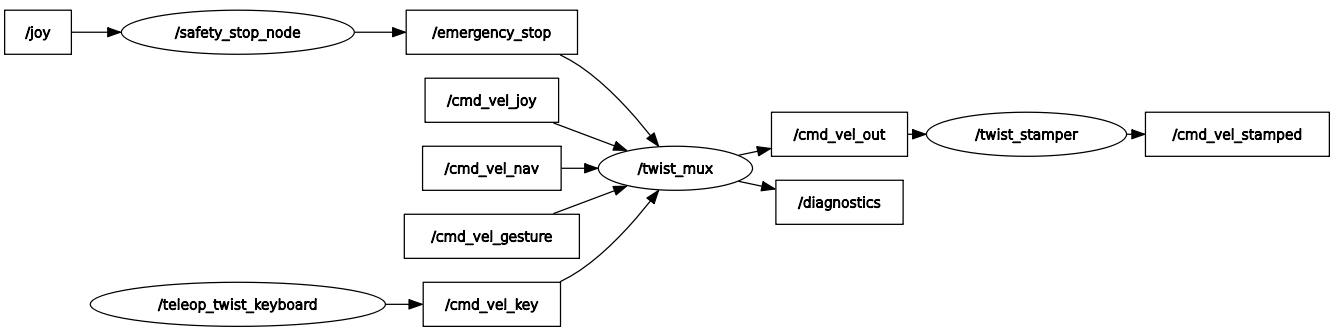 /joy
/safety_stop_node
/emergency_stop
/cmd_vel_joy
/cmd_vel_out
/twist_stamper
/cmd_vel_stamped
/cmd_vel_nav
/twist_mux
/diagnostics
/cmd_vel_gesture
/teleop_twist_keyboard
/cmd_vel_key